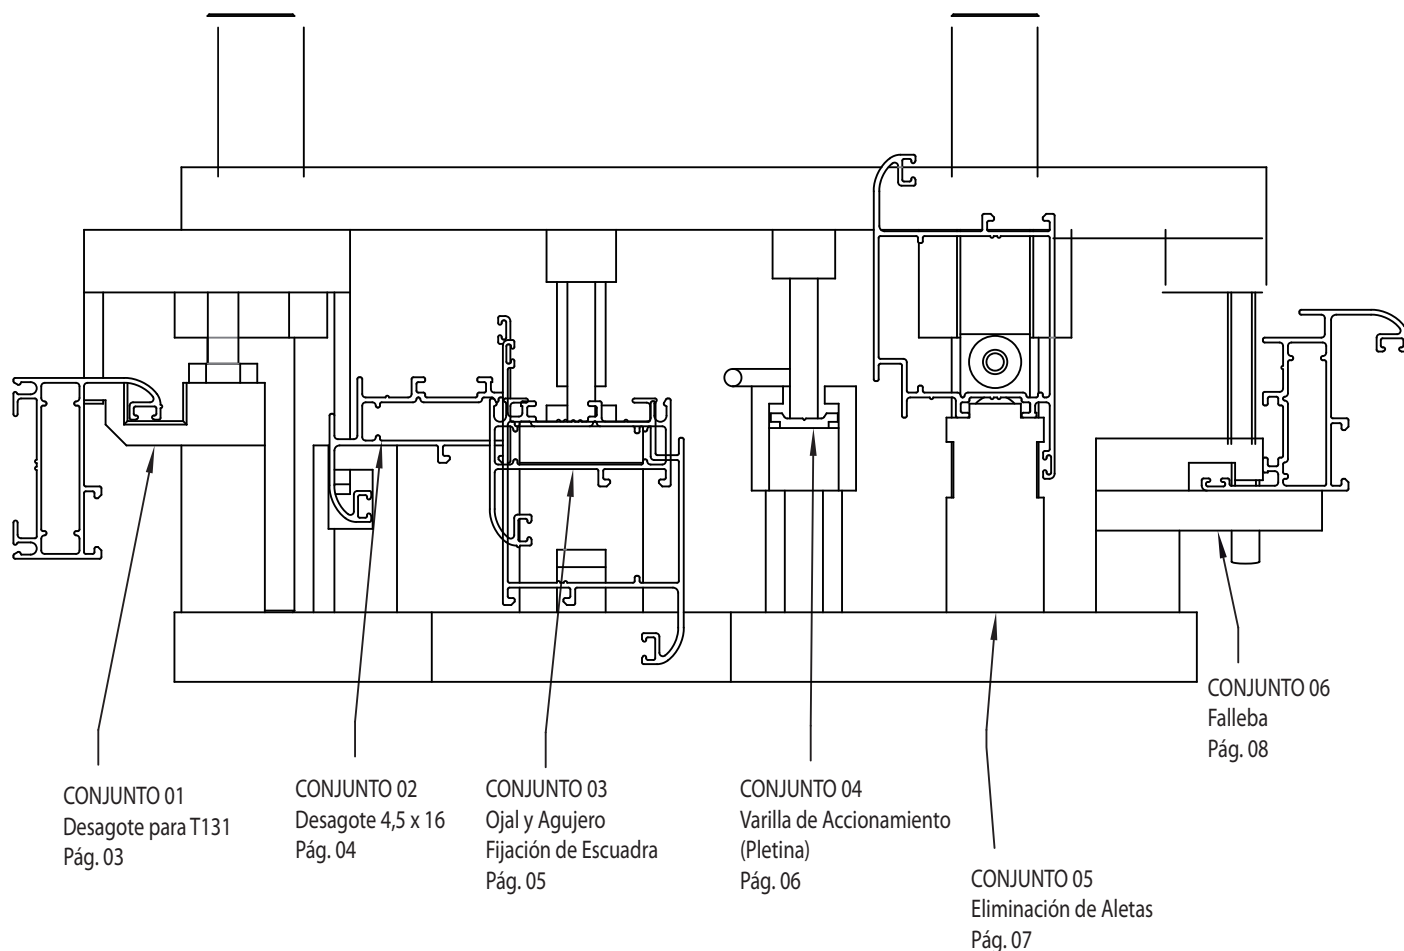 CONJUNTO 01
Desagote para T131
Pág. 03
CONJUNTO 02
Desagote 4,5 x 16
Pág. 04
CONJUNTO 03
Ojal y Agujero
Fijación de Escuadra
Pág. 05
CONJUNTO 04
Varilla de Accionamiento
(Pletina)
Pág. 06
CONJUNTO 05
Eliminación de Aletas
Pág. 07
CONJUNTO 06
Falleba
Pág. 08